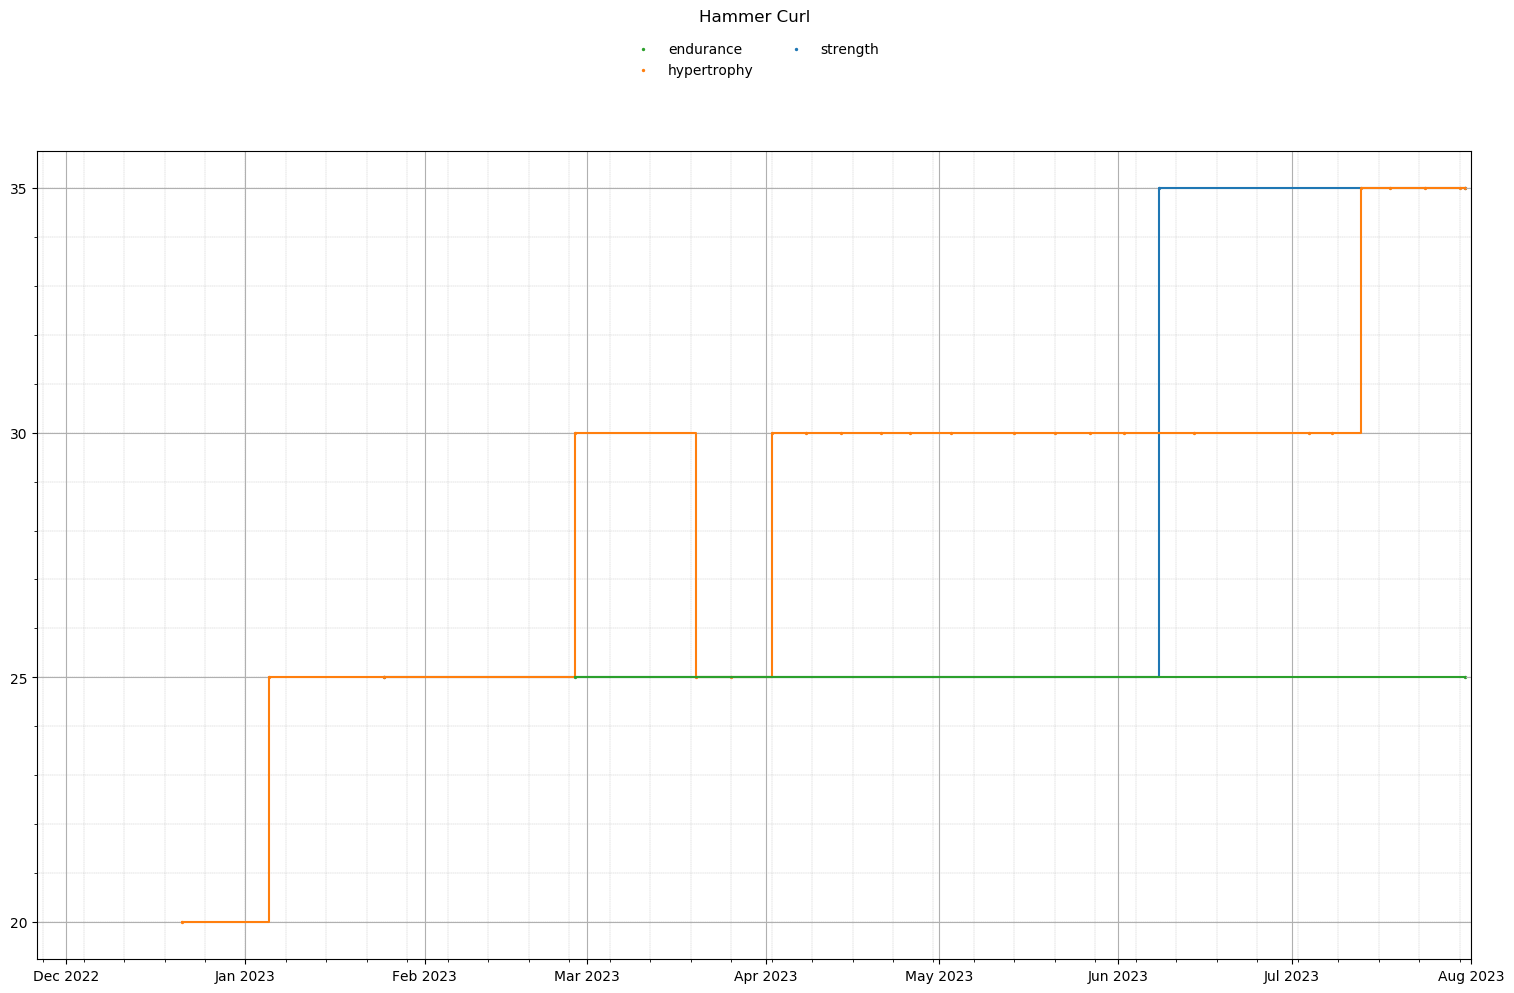 Hammer Curl
endurance
hypertrophy
strength
35
30
25
20
Dec 2022
Jan 2023
Feb 2023
Mar 2023
Apr 2023
May 2023
Jun 2023
Jul 2023
Aug 2023